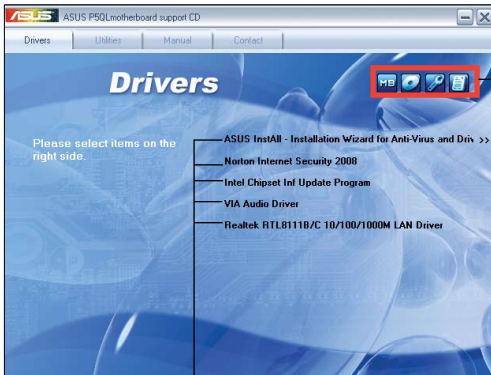 ASUS ASUS P5QLmotherboard support CD
Drivers Utilities Manual Contact
Drivers
MB
Please select items on the
right side.
ASUS InstAll - Installation Wizard for Anti-Virus and Driv >>
Norton Internet Security 2008
Intel Chipset Inf Update Program
VIA Audio Driver
Realtek RTL8111B/C 10/100/1000M LAN Driver